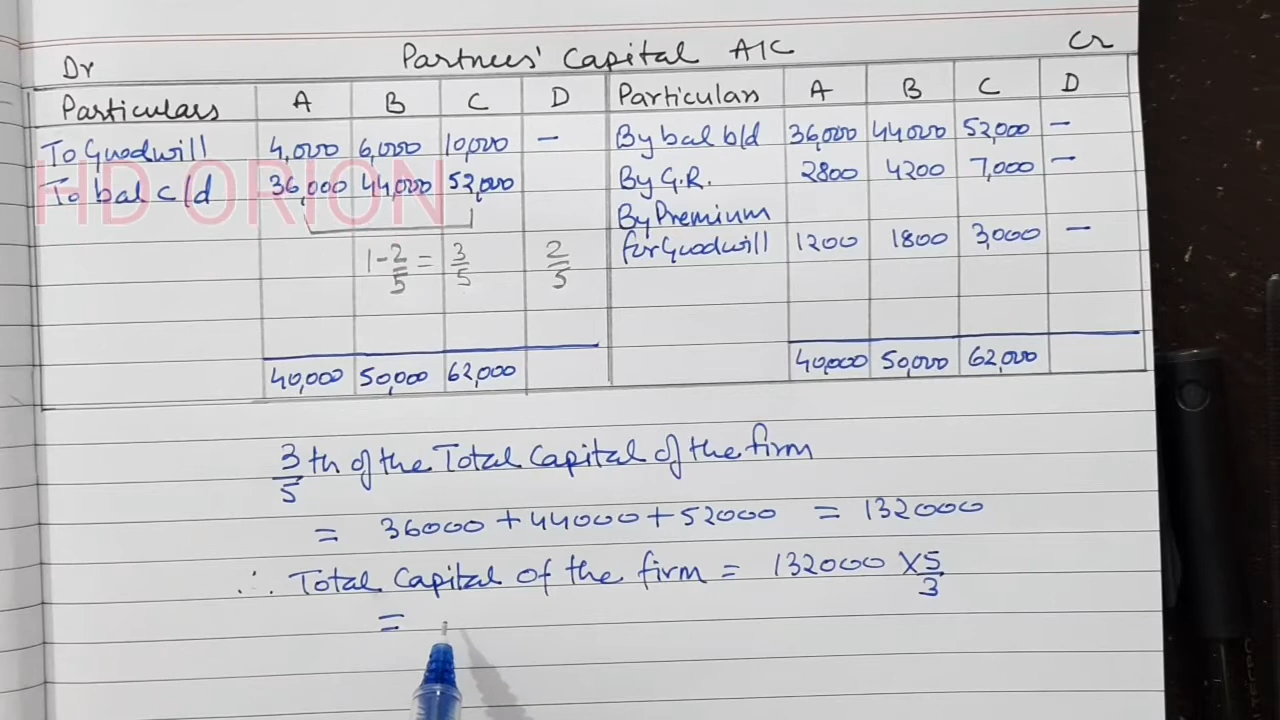 Dr Partners' Capital A/C Cr
Particulars A B C D Particulars A B C D
To Goodwill 4,000 6,000 10,000 — By bal b/d 36,000 44,000 52,000 —
To bal c/d 36,000 44,000 52,000 By G.R. 2800 4200 7,000 —
HD ORION
By Premium
for Goodwill 1200 1800 3,000 —
1-2/5 = 3/5 2/5
40,000 50,000 62,000 40,000 50,000 62,000
3/5 th of the Total Capital of the firm
= 36000 + 44000 + 52000 = 132000
∴ Total Capital of the firm = 132000 × 5/3
=